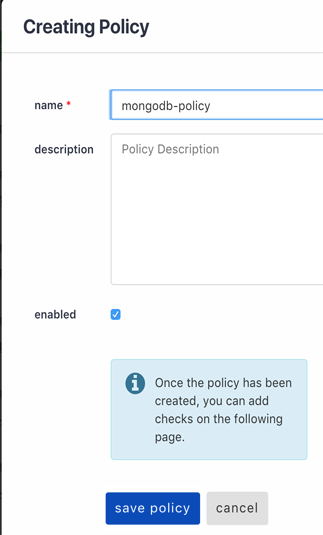 Creating Policy
name *
mongodb-policy
description
Policy Description
enabled
Once the policy has been
created, you can add
checks on the following
page.
save policy
cancel